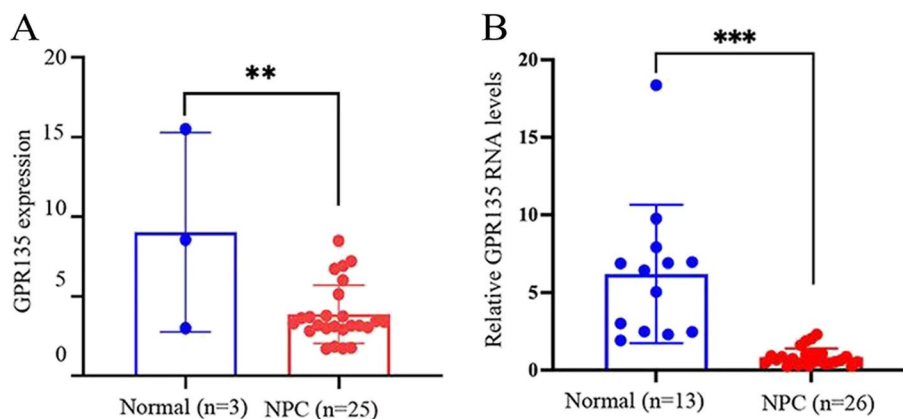 A
20
15
10
5
0
GPR135 expression
**
Normal (n=3) NPC (n=25)
B
20
15
10
5
0
Relative GPR135 RNA levels
***
Normal (n=13) NPC (n=26)